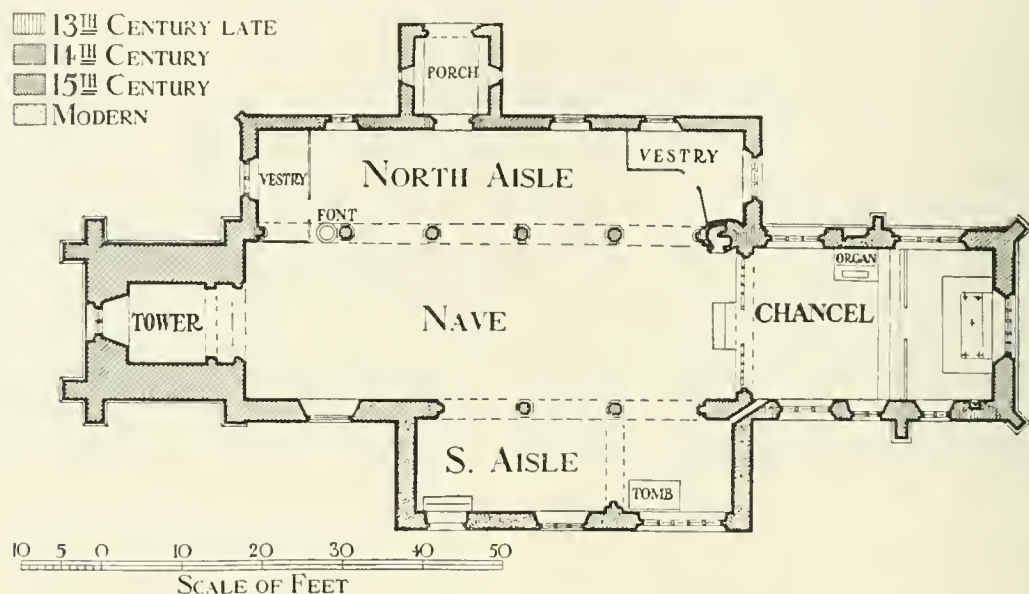 13TH CENTURY LATE
14TH CENTURY
15TH CENTURY
MODERN
PORCH
VESTRY
NORTH AISLE
VESTRY
FONT
ORGAN
TOWER
NAVE
CHANCEL
S. AISLE
TOMB
10 5 0 10 20 30 40 50
SCALE OF FEET